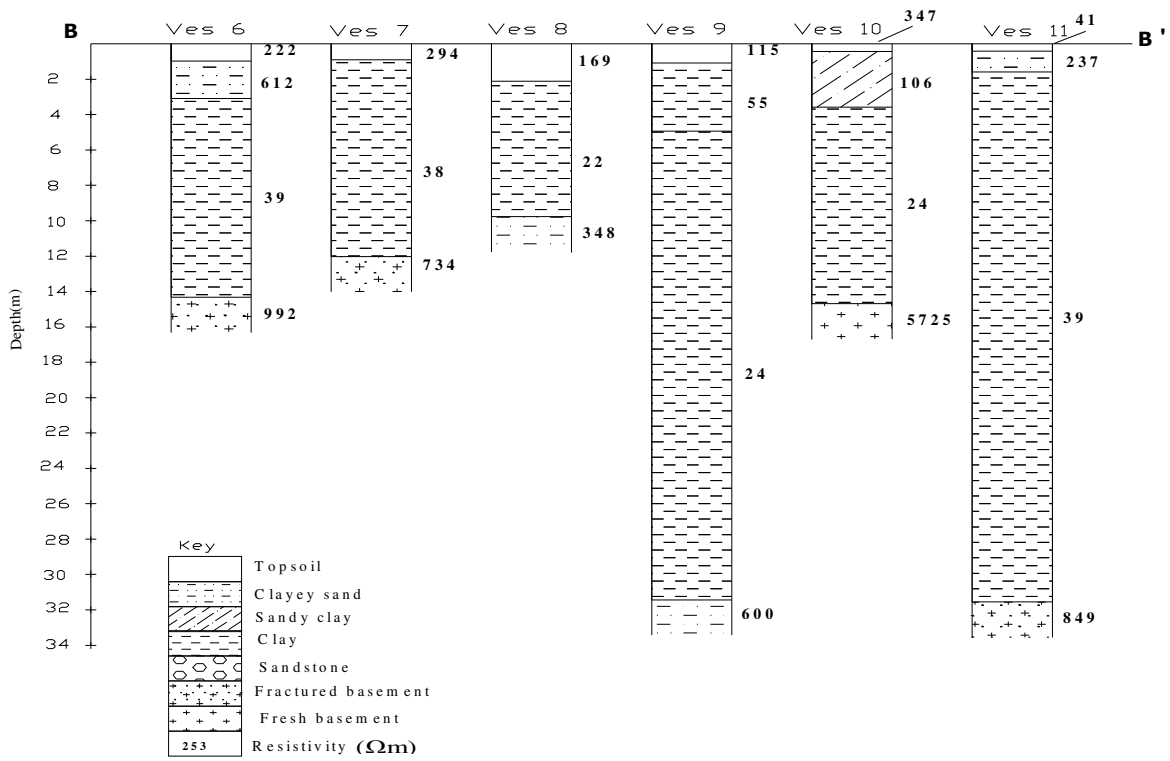 B Ves 6 Ves 7 Ves 8 Ves 9 Ves 10 347 Ves 11 41 B '
222 294 169 115
612 55 106 237
39 38 22 24
348
734
992 5725 39
24
600 849
Depth(m)
2
4
6
8
10
12
14
16
18
20
22
24
26
28
30
32
34
Key
Topsoil
Clayey sand
Sandy clay
Clay
Sandstone
Fractured basement
Fresh basement
253 Resistivity (Ωm)